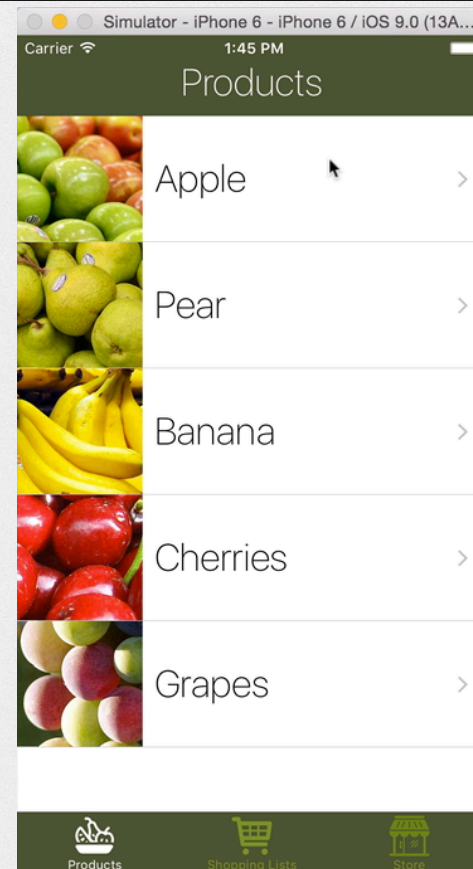 Simulator - iPhone 6 - iPhone 6 / iOS 9.0 (13A...
Carrier 1:45 PM
Products
Apple
Pear
Banana
Cherries
Grapes
Products Shopping Lists Store